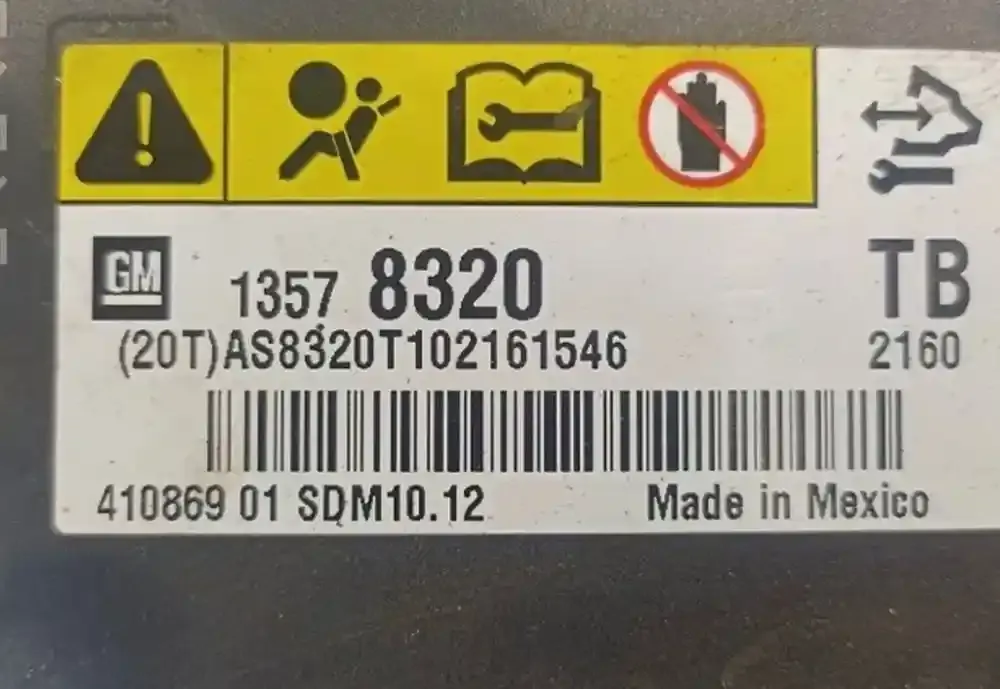 GM 1357 8320 TB
(20T)AS8320T102161546 2160
410869 01 SDM10.12 Made in Mexico